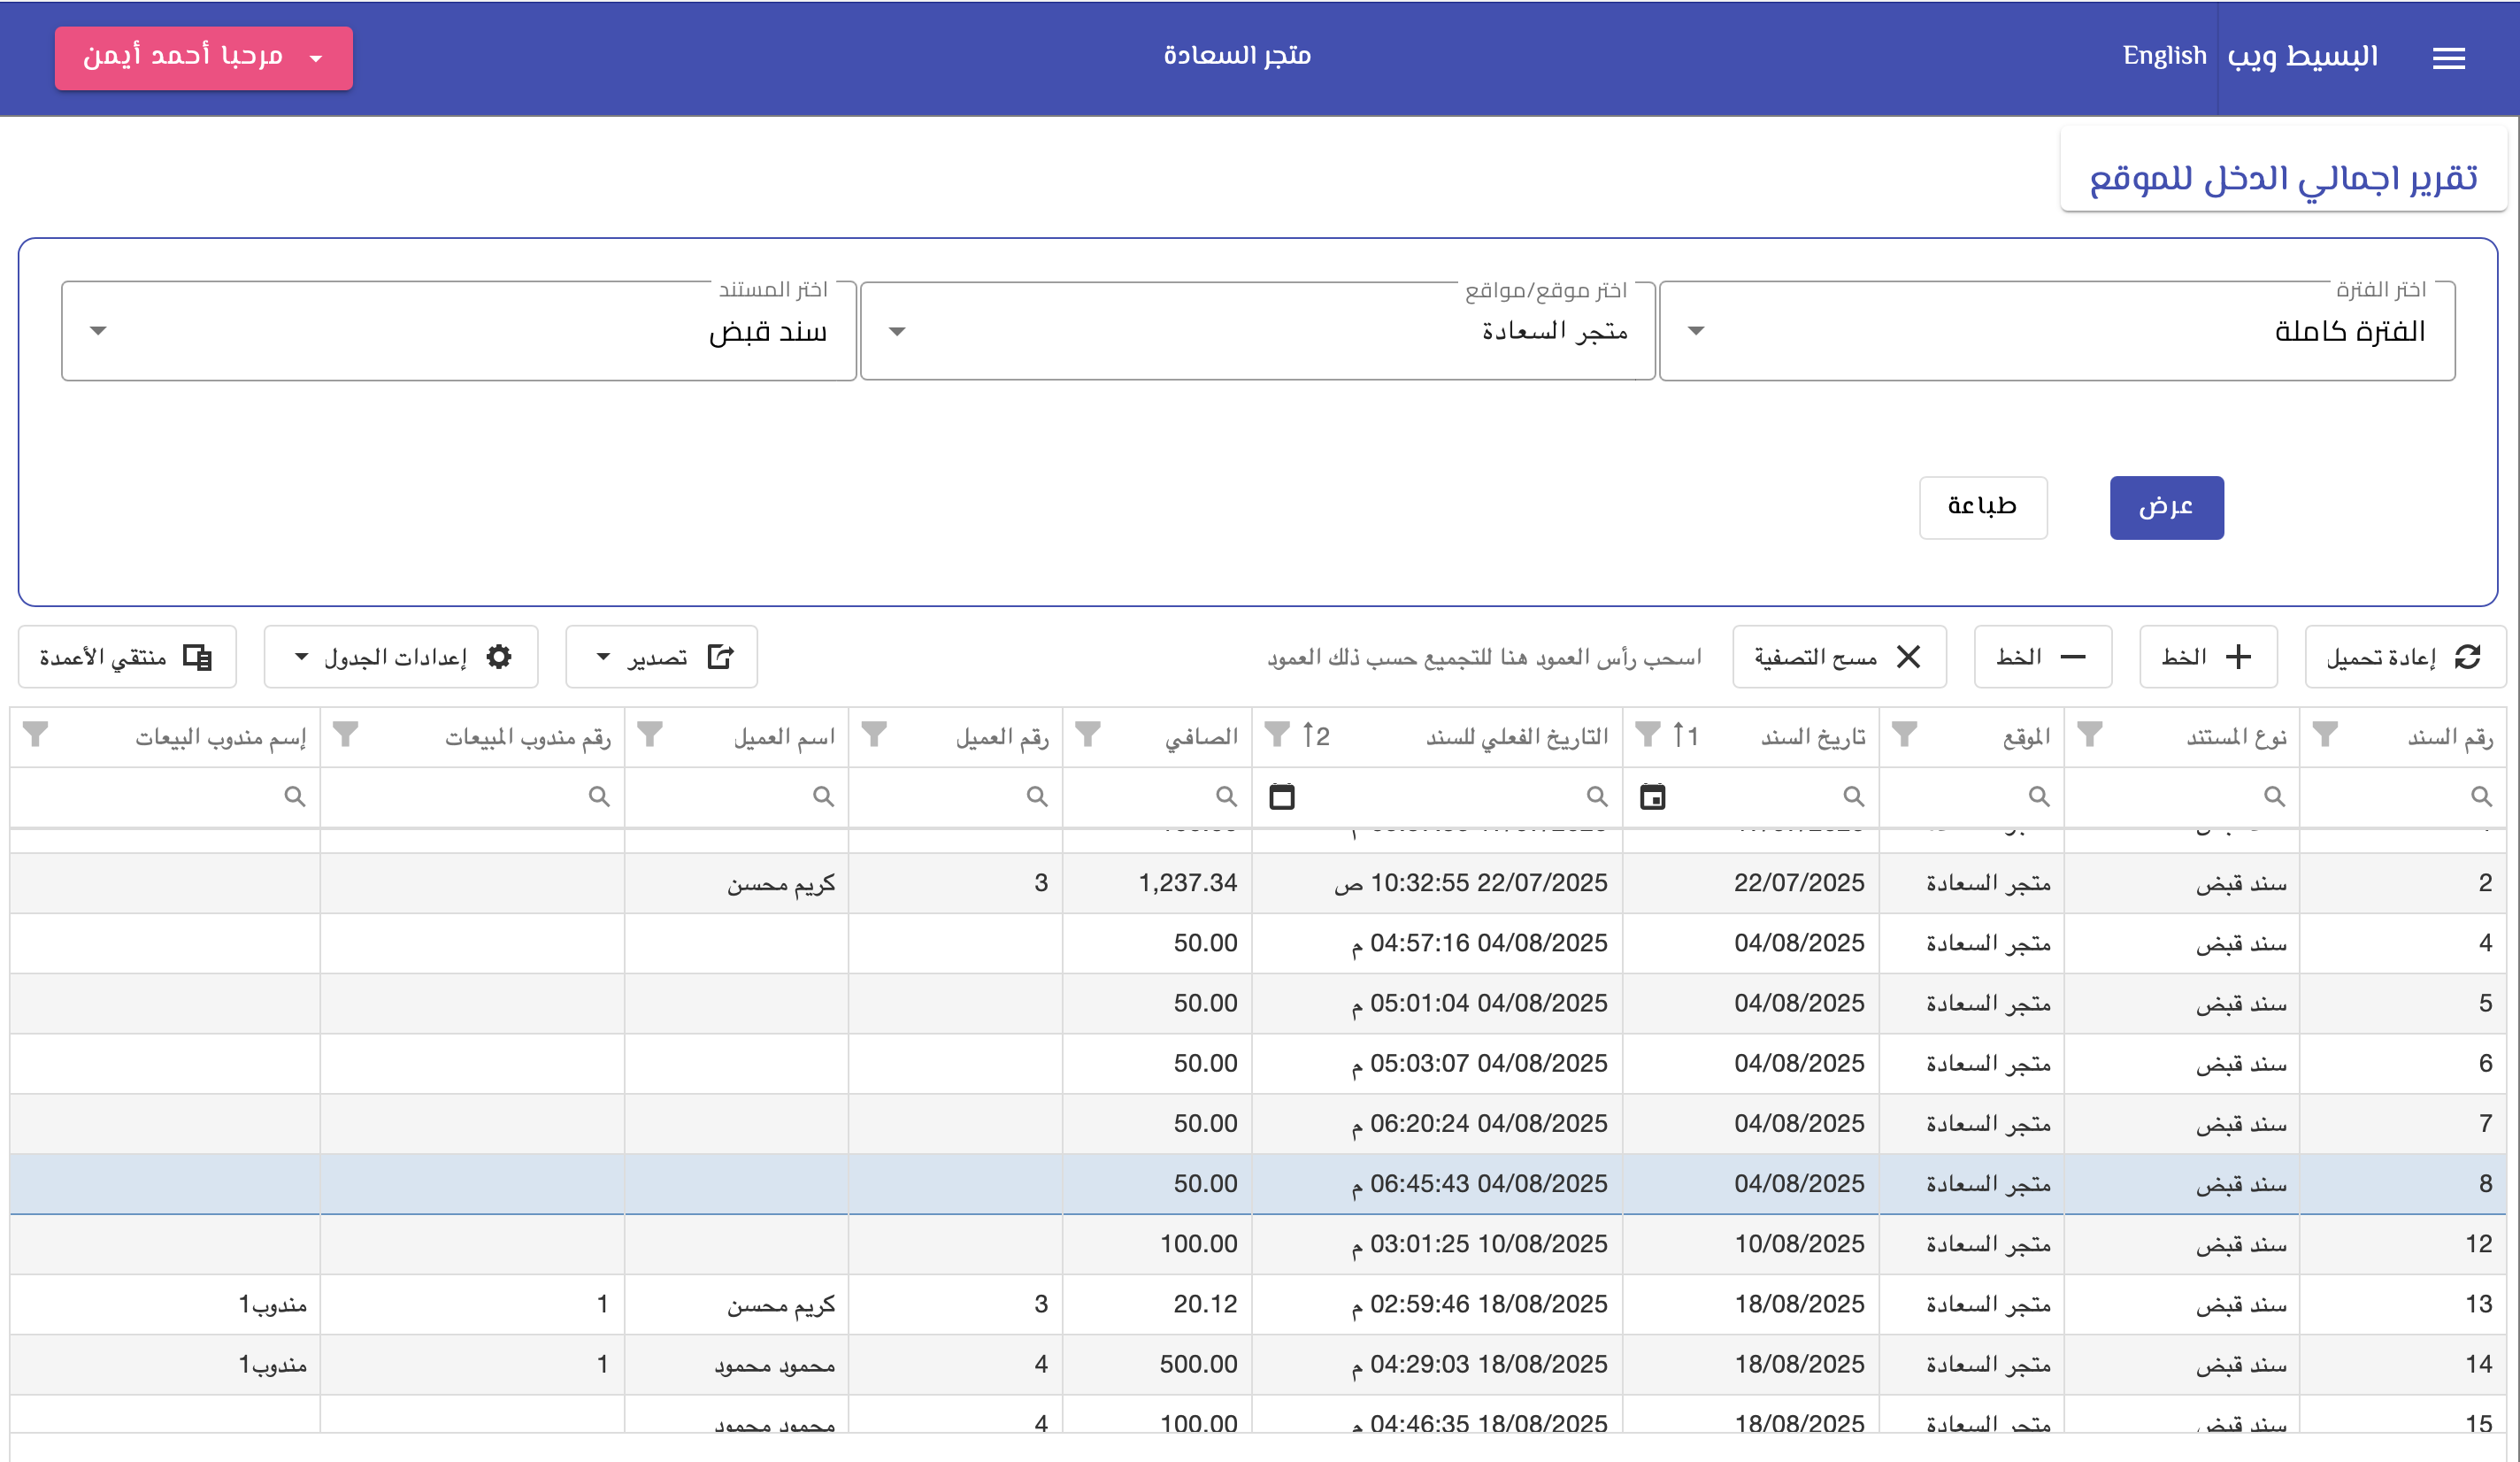 البسيط ويب English متجر السعادة مرحبا أحمد أيمن
تقرير اجمالي الدخل للموقع
اختر الفترة اختر موقع/مواقع اختر المستند
الفترة كاملة متجر السعادة سند قبض
عرض طباعة
إعادة تحميل الخط الخط مسح التصفية اسحب رأس العمود هنا للتجميع حسب ذلك العمود تصدير إعدادات الجدول منتقي الأعمدة
رقم السند نوع المستند الموقع تاريخ السند 1 التاريخ الفعلي للسند 2 الصافي رقم العميل اسم العميل رقم مندوب المبيعات إسم مندوب البيعات
2 سند قبض متجر السعادة 22/07/2025 22/07/2025 10:32:55 ص 1,237.34 3 كريم محسن
4 سند قبض متجر السعادة 04/08/2025 04/08/2025 04:57:16 م 50.00
5 سند قبض متجر السعادة 04/08/2025 04/08/2025 05:01:04 م 50.00
6 سند قبض متجر السعادة 04/08/2025 04/08/2025 05:03:07 م 50.00
7 سند قبض متجر السعادة 04/08/2025 04/08/2025 06:20:24 م 50.00
8 سند قبض متجر السعادة 04/08/2025 04/08/2025 06:45:43 م 50.00
12 سند قبض متجر السعادة 10/08/2025 10/08/2025 03:01:25 م 100.00
13 سند قبض متجر السعادة 18/08/2025 18/08/2025 02:59:46 م 20.12 3 كريم محسن 1 مندوب1
14 سند قبض متجر السعادة 18/08/2025 18/08/2025 04:29:03 م 500.00 4 محمود محمود 1 مندوب1
15 سند قبض متجر السعادة 18/08/2025 18/08/2025 04:46:35 م 100.00 4 محمود محمود